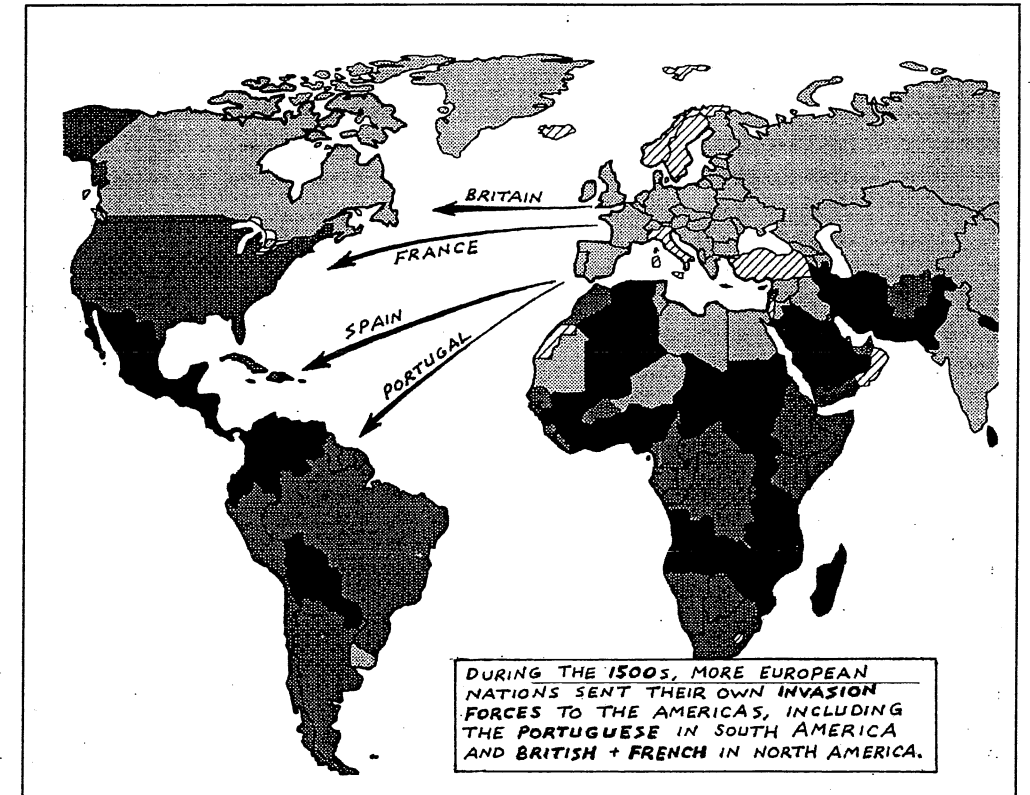 BRITAIN
FRANCE
SPAIN
PORTUGAL
DURING THE 1500s, MORE EUROPEAN
NATIONS SENT THEIR OWN INVASION
FORCES TO THE AMERICAS, INCLUDING
THE PORTUGUESE IN SOUTH AMERICA
AND BRITISH + FRENCH IN NORTH AMERICA.